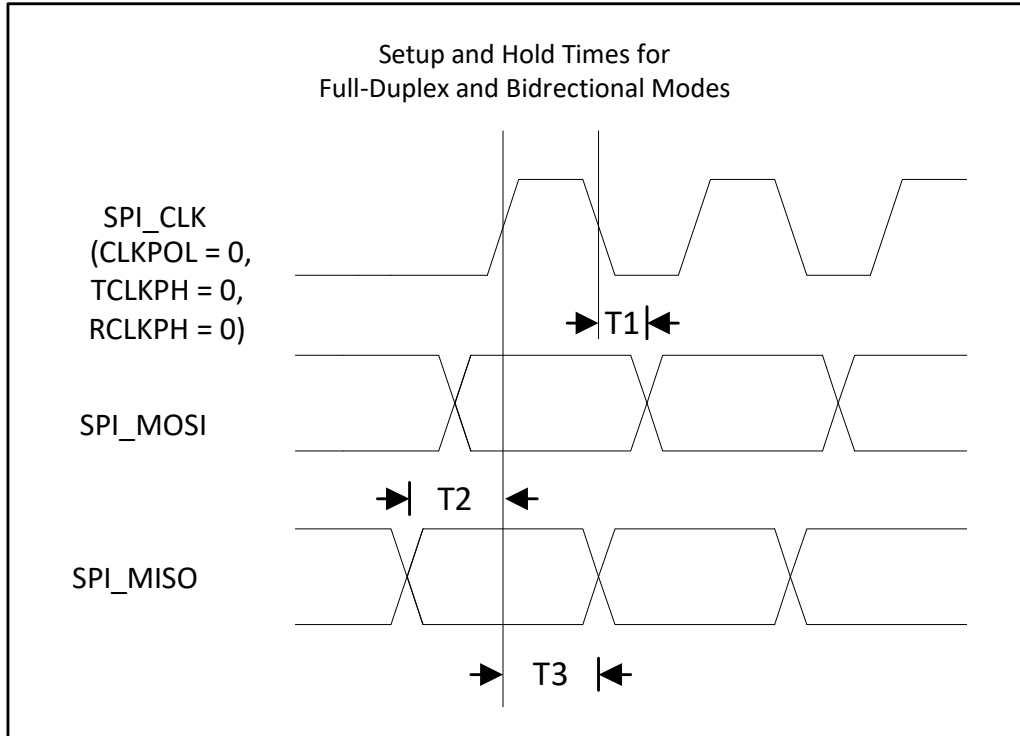 Setup and Hold Times for
Full-Duplex and Bidrectional Modes
SPI_CLK
(CLKPOL = 0,
TCLKPH = 0,
RCLKPH = 0)
T1
SPI_MOSI
T2
SPI_MISO
T3